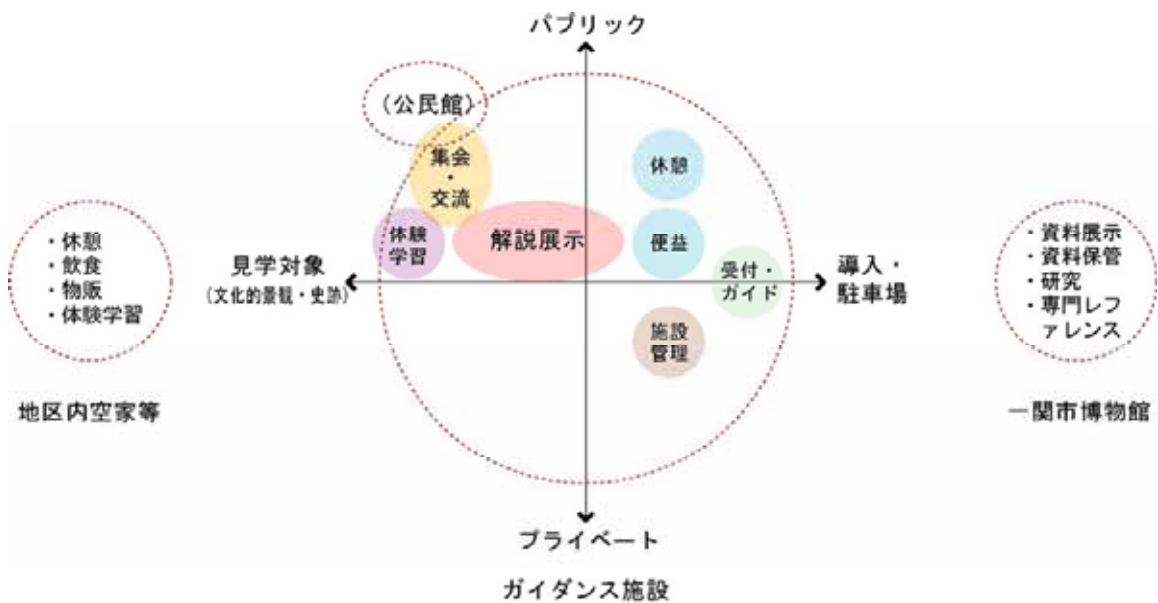 パブリック
(公民館)
集会
・
交流
休憩
体験
学習
解説展示
便益
受付・
ガイド
施設
管理
見学対象
(文化的景観・史跡)
導入・
駐車場
・休憩
・飲食
・物販
・体験学習
地区内空家等
・資料展示
・資料保管
・研究
・専門レフ
ァレンス
一関市博物館
プライベート
ガイダンス施設